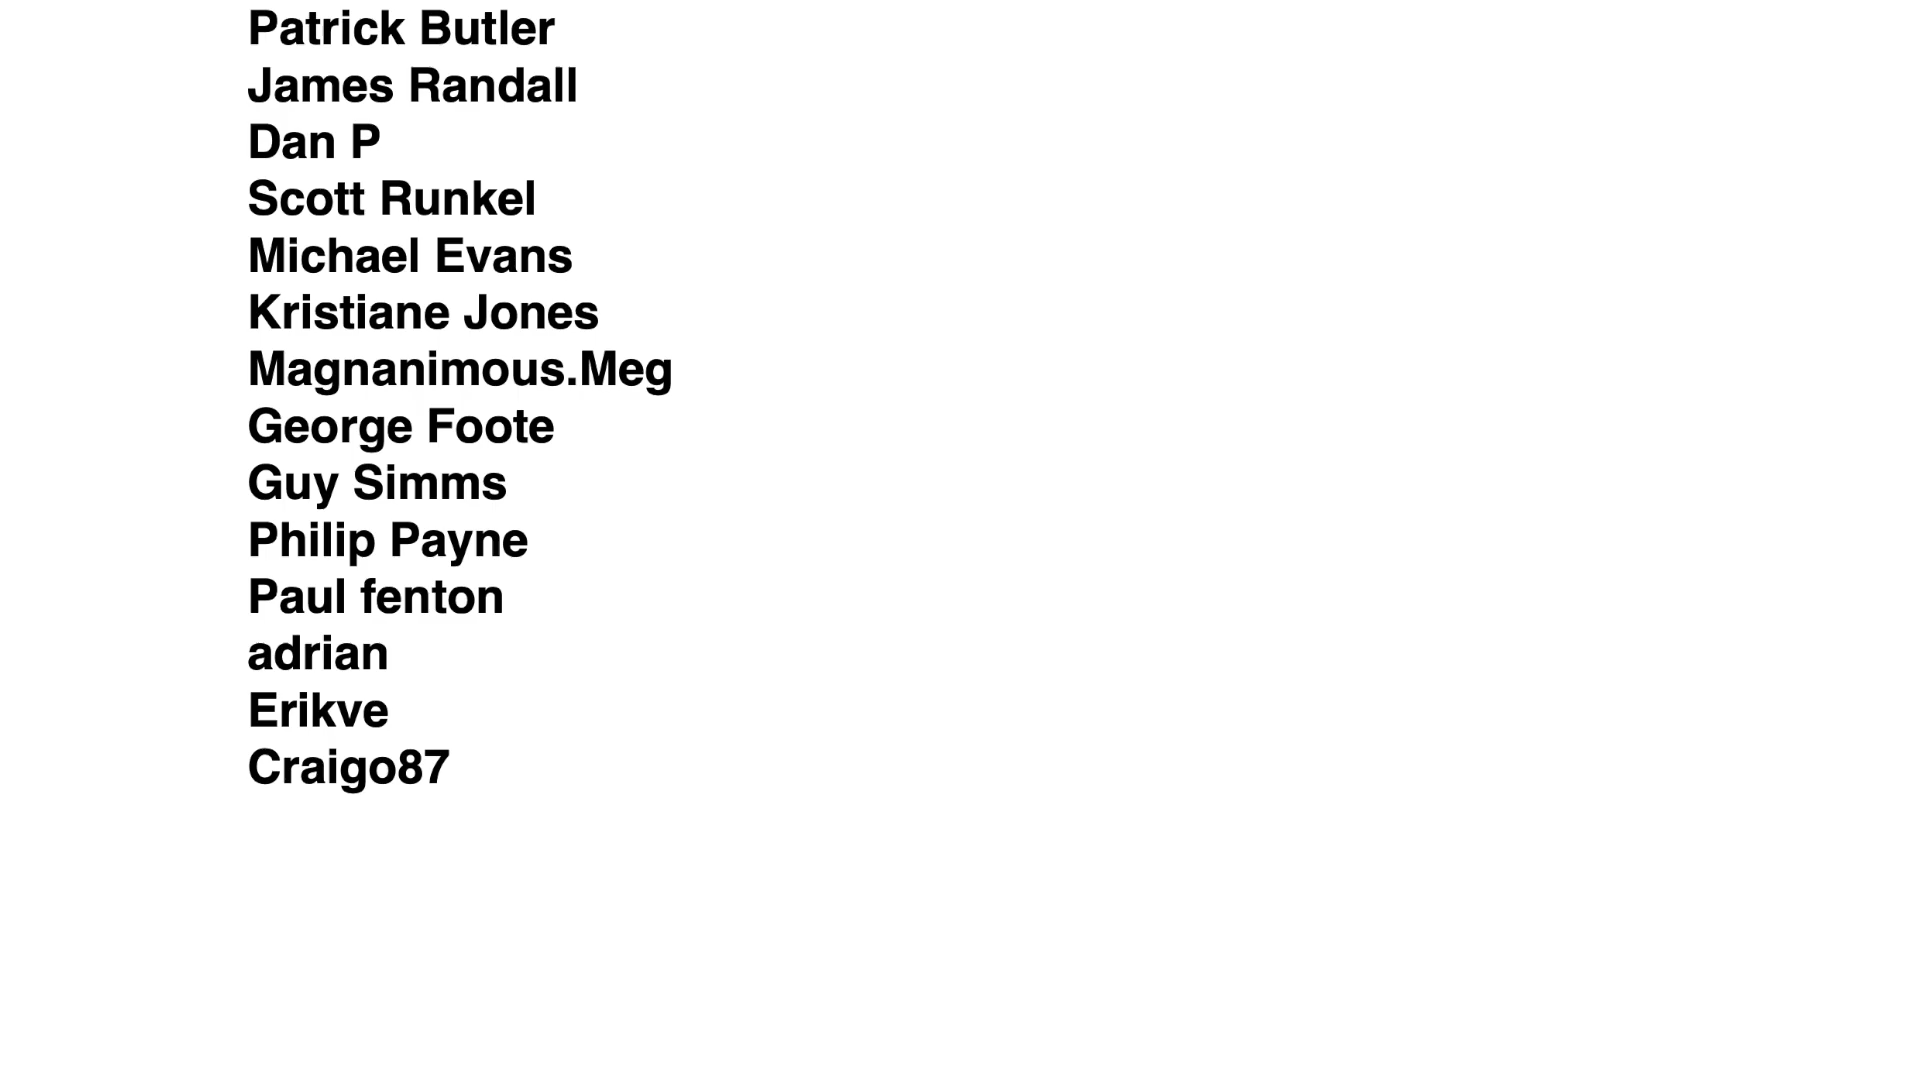 Patrick Butler
James Randall
Dan P
Scott Runkel
Michael Evans
Kristiane Jones
Magnanimous.Meg
George Foote
Guy Simms
Philip Payne
Paul fenton
adrian
Erikve
Craigo87